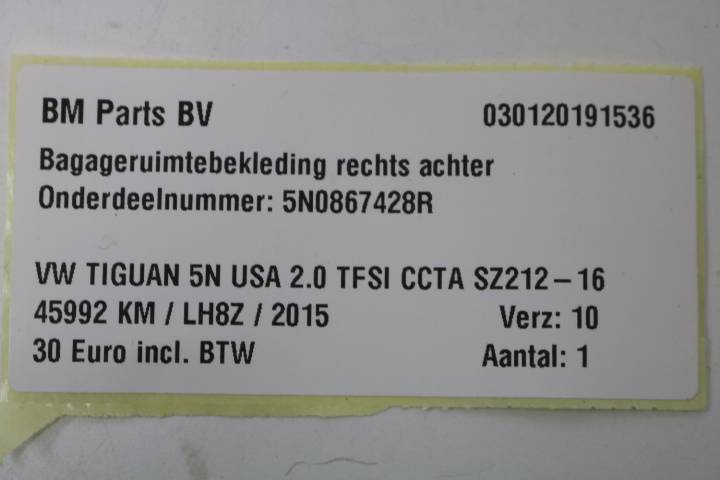 BM Parts BV 030120191536
Bagageruimtebekleding rechts achter
Onderdeelnummer: 5N0867428R
VW TIGUAN 5N USA 2.0 TFSI CCTA SZ212-16
45992 KM / LH8Z / 2015 Verz: 10
30 Euro incl. BTW Aantal: 1